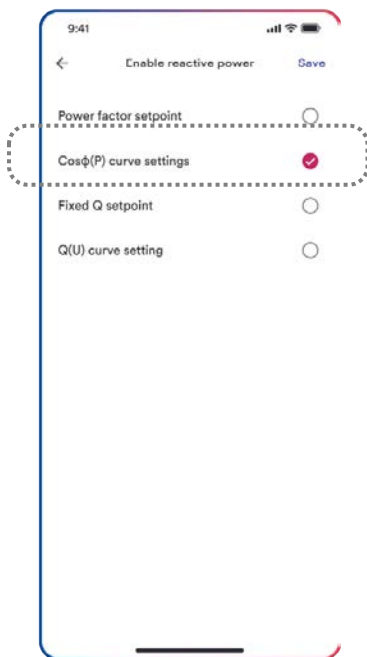 9:41
Enable reactive power Save
Power factor setpoint
Cosϕ(P) curve settings
Fixed Q setpoint
Q(U) curve setting